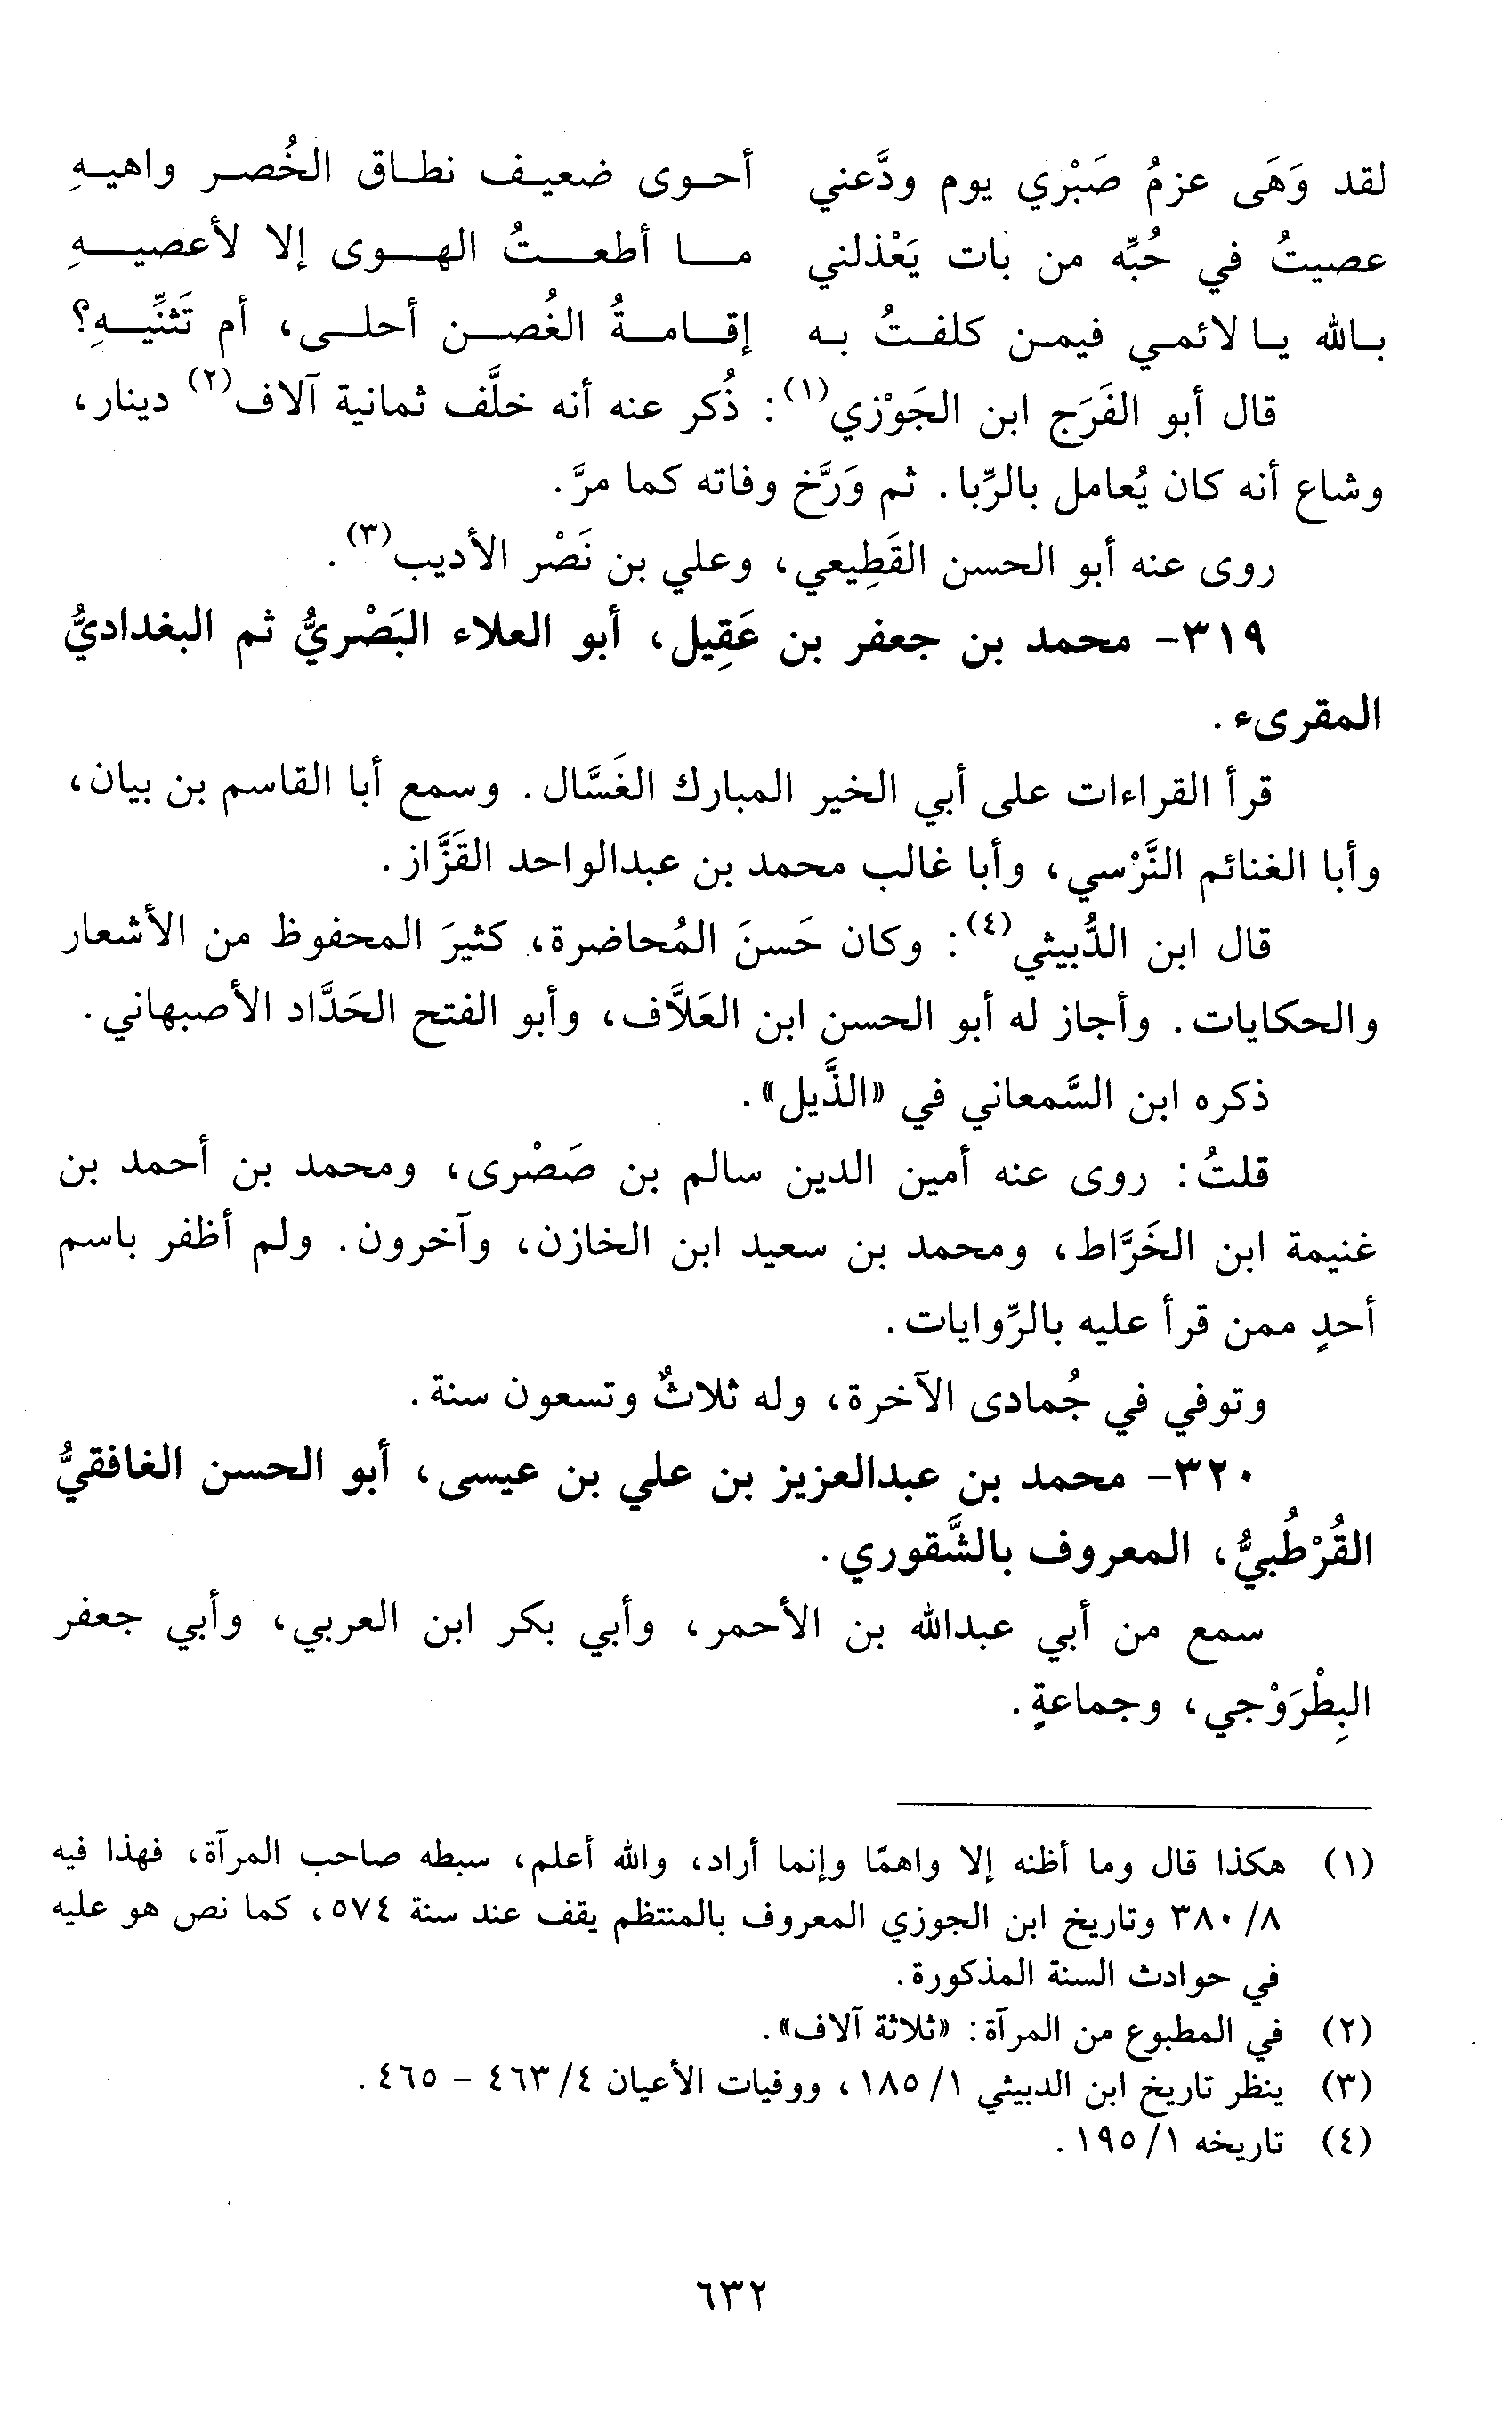 لقد وَهَى عزمُ صَبْري يوم ودَّعني أحوى ضعيف نطاق الخُصر واهيهِ
عصيتُ في حُبِّه من بات يَعْذلني ما أطعتُ الهوى إلا لأعصيهِ
بالله يا لائمي فيمن كلفتُ به إقامةُ الغُصن أحلى، أم تَثنِّيهِ؟
قال أبو الفَرَج ابن الجَوْزي(١): ذُكر عنه أنه خلَّف ثمانية آلاف(٢) دينار،
وشاع أنه كان يُعامل بالرِّبا. ثم وَرَّخ وفاته كما مرَّ.
روى عنه أبو الحسن القَطِيعي، وعلي بن نَصْر الأديب(٣).
٣١٩- محمد بن جعفر بن عَقِيل، أبو العلاء البَصْريُّ ثم البغداديُّ
المقرىء.
قرأ القراءات على أبي الخير المبارك الغَسَّال. وسمع أبا القاسم بن بيان،
وأبا الغنائم النَّرْسي، وأبا غالب محمد بن عبدالواحد القَزَّاز.
قال ابن الدُّبيثي(٤): وكان حَسنَ المُحاضرة، كثيرَ المحفوظ من الأشعار
والحكايات. وأجاز له أبو الحسن ابن العَلاَّف، وأبو الفتح الحَدَّاد الأصبهاني.
ذكره ابن السَّمعاني في «الذَّيل».
قلتُ: روى عنه أمين الدين سالم بن صَصْرى، ومحمد بن أحمد بن
غنيمة ابن الخَرَّاط، ومحمد بن سعيد ابن الخازن، وآخرون. ولم أظفر باسم
أحدٍ ممن قرأ عليه بالرِّوايات.
وتوفي في جُمادى الآخرة، وله ثلاثٌ وتسعون سنة.
٣٢٠- محمد بن عبدالعزيز بن علي بن عيسى، أبو الحسن الغافقيُّ
القُرْطُبيُّ، المعروف بالشَّقوري.
سمع من أبي عبدالله بن الأحمر، وأبي بكر ابن العربي، وأبي جعفر
البِطْرَوْجي، وجماعةٍ.
(١) هكذا قال وما أظنه إلا واهمًا وإنما أراد، والله أعلم، سبطه صاحب المرآة، فهذا فيه
٨/ ٣٨٠ وتاريخ ابن الجوزي المعروف بالمنتظم يقف عند سنة ٥٧٤، كما نص هو عليه
في حوادث السنة المذكورة.
(٢) في المطبوع من المرآة: «ثلاثة آلاف».
(٣) ينظر تاريخ ابن الدبيثي ١/ ١٨٥، ووفيات الأعيان ٤/ ٤٦٣ - ٤٦٥.
(٤) تاريخه ١/ ١٩٥.
٦٣٢